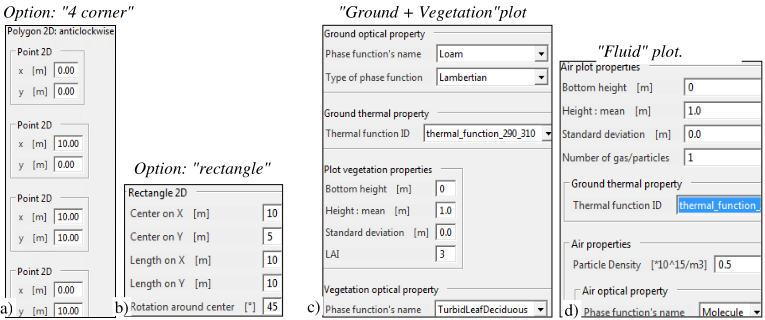 Option: "4 corner"
Polygon 2D: anticlockwise
Point 2D
x [m] 0.00
y [m] 0.00
Point 2D
x [m] 10.00
y [m] 0.00
Point 2D
x [m] 10.00
y [m] 10.00
Point 2D
x [m] 0.00
y [m] 10.00
a)
Option: "rectangle"
Rectangle 2D
Center on X [m] 10
Center on Y [m] 5
Length on X [m] 10
Length on Y [m] 10
Rotation around center [°] 45
b)
"Ground + Vegetation"plot
Ground optical property
Phase function's name Loam
Type of phase function Lambertian
Ground thermal property
Thermal function ID thermal_function_290_310
Plot vegetation properties
Bottom height [m] 0
Height : mean [m] 1.0
Standard deviation [m] 0.0
LAI 3
Vegetation optical property
Phase function's name TurbidLeafDeciduous
c)
"Fluid" plot.
Air plot properties
Bottom height [m] 0
Height : mean [m] 1.0
Standard deviation [m] 0.0
Number of gas/particles 1
Ground thermal property
Thermal function ID thermal_function_
Air properties
Particle Density [*10^15/m3] 0.5
Air optical property
Phase function's name Molecule
d)